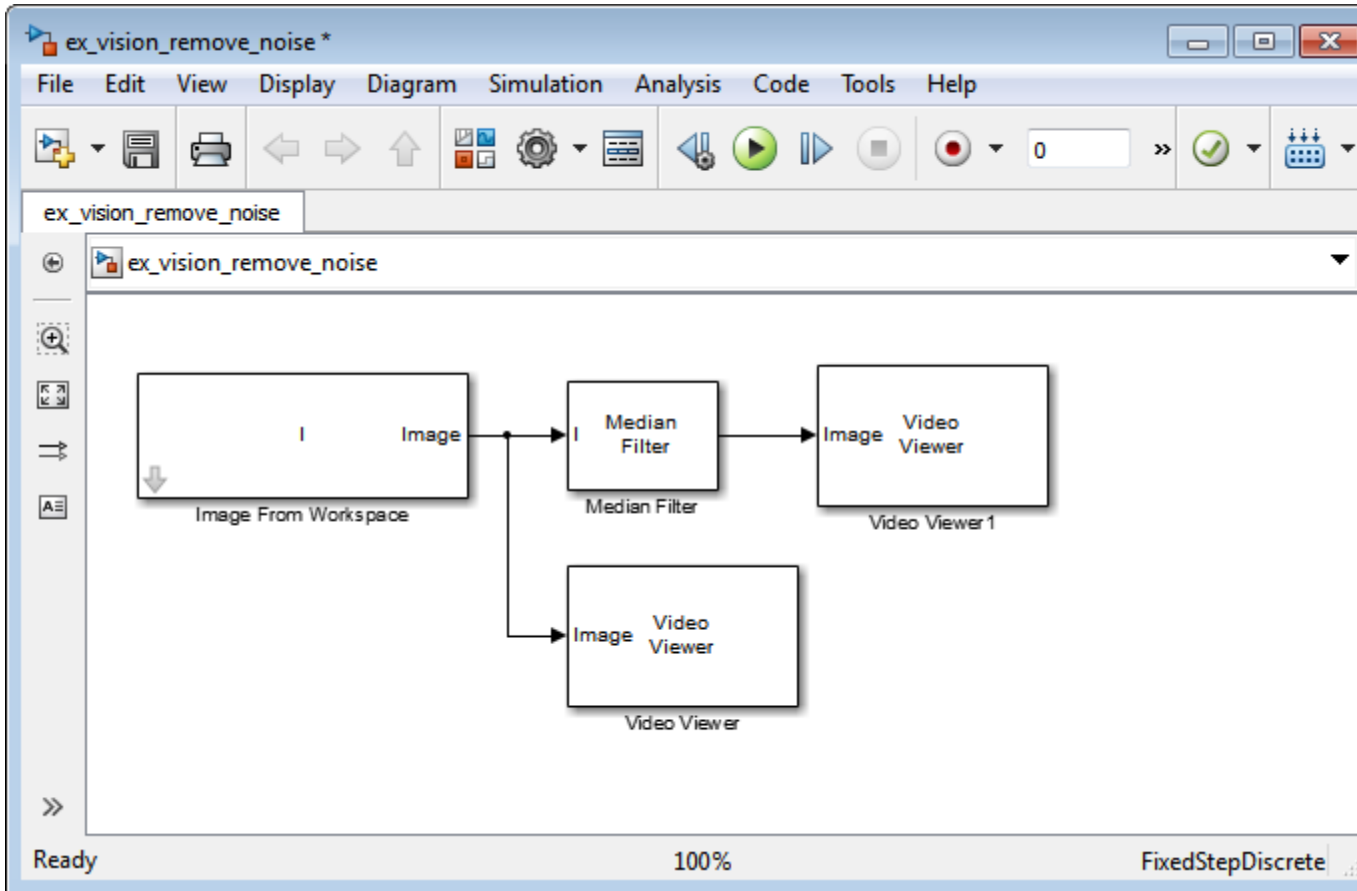 ex_vision_remove_noise *
File Edit View Display Diagram Simulation Analysis Code Tools Help
0 »
ex_vision_remove_noise
ex_vision_remove_noise
I Image
Image From Workspace
I Median
Filter
Median Filter
Image Video
Viewer
Video Viewer1
Image Video
Viewer
Video Viewer
»
Ready 100% FixedStepDiscrete